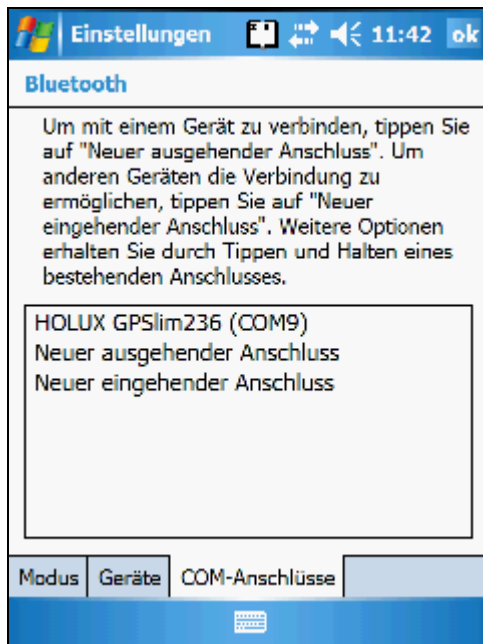 Einstellungen 11:42 ok
Bluetooth
Um mit einem Gerät zu verbinden, tippen Sie
auf "Neuer ausgehender Anschluss". Um
anderen Geräten die Verbindung zu
ermöglichen, tippen Sie auf "Neuer
eingehender Anschluss". Weitere Optionen
erhalten Sie durch Tippen und Halten eines
bestehenden Anschlusses.
HOLUX GPSlim236 (COM9)
Neuer ausgehender Anschluss
Neuer eingehender Anschluss
Modus Geräte COM-Anschlüsse